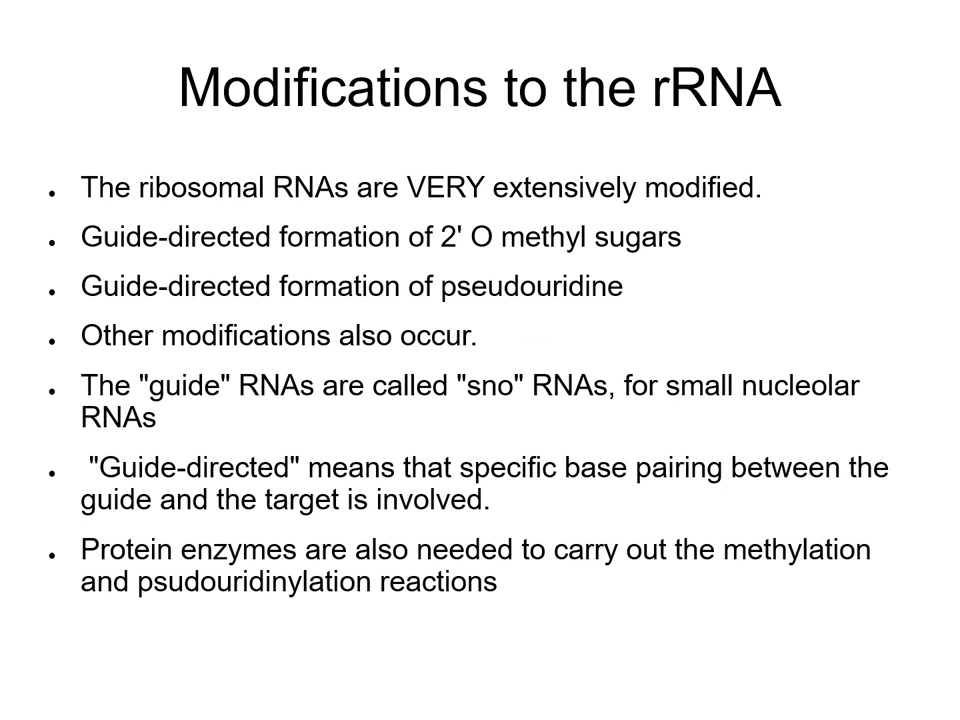 Modifications to the rRNA
● The ribosomal RNAs are VERY extensively modified.
● Guide-directed formation of 2' O methyl sugars
● Guide-directed formation of pseudouridine
● Other modifications also occur.
● The "guide" RNAs are called "sno" RNAs, for small nucleolar
RNAs
● "Guide-directed" means that specific base pairing between the
guide and the target is involved.
● Protein enzymes are also needed to carry out the methylation
and psudouridinylation reactions